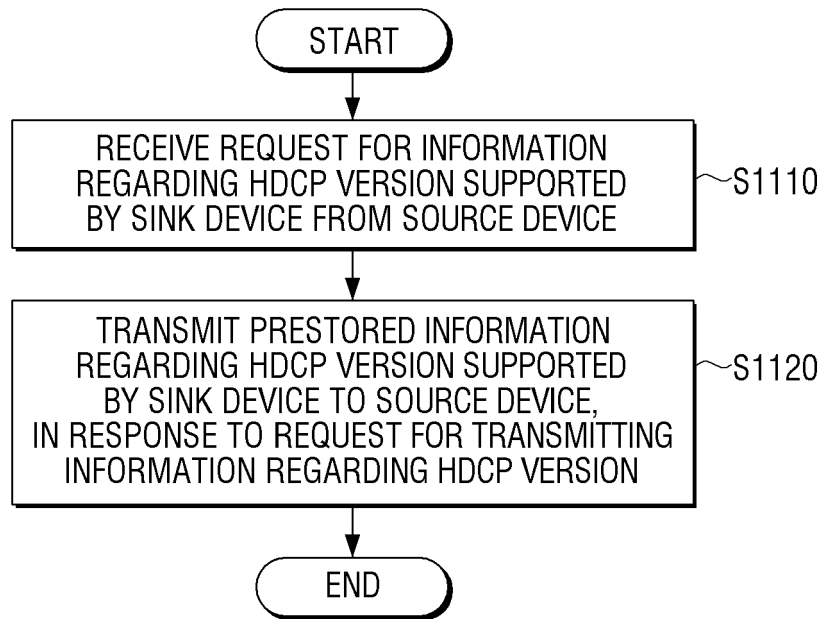 START
RECEIVE REQUEST FOR INFORMATION
REGARDING HDCP VERSION SUPPORTED
BY SINK DEVICE FROM SOURCE DEVICE
S1110
TRANSMIT PRESTORED INFORMATION
REGARDING HDCP VERSION SUPPORTED
BY SINK DEVICE TO SOURCE DEVICE,
IN RESPONSE TO REQUEST FOR TRANSMITTING
INFORMATION REGARDING HDCP VERSION
S1120
END